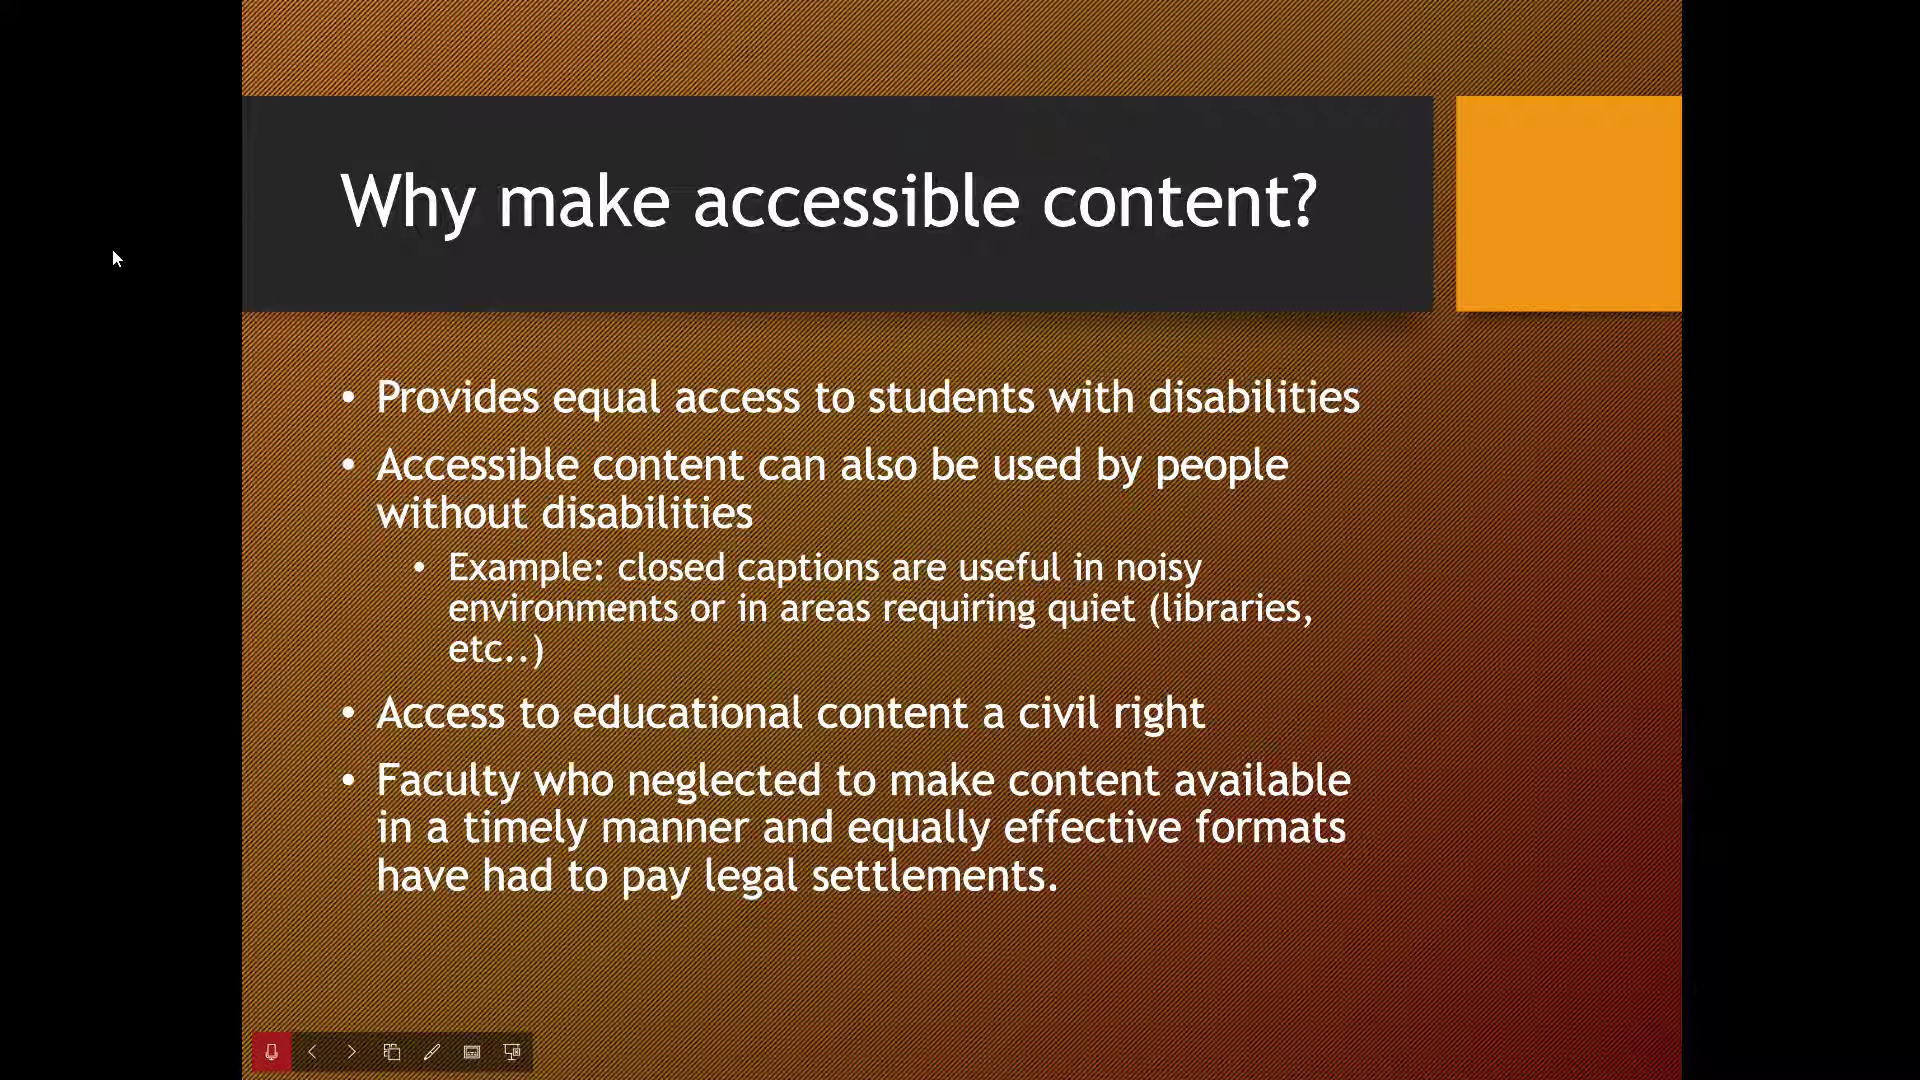 Why make accessible content?
• Provides equal access to students with disabilities
• Accessible content can also be used by people
without disabilities
• Example: closed captions are useful in noisy
environments or in areas requiring quiet (libraries,
etc..)
• Access to educational content a civil right
• Faculty who neglected to make content available
in a timely manner and equally effective formats
have had to pay legal settlements.